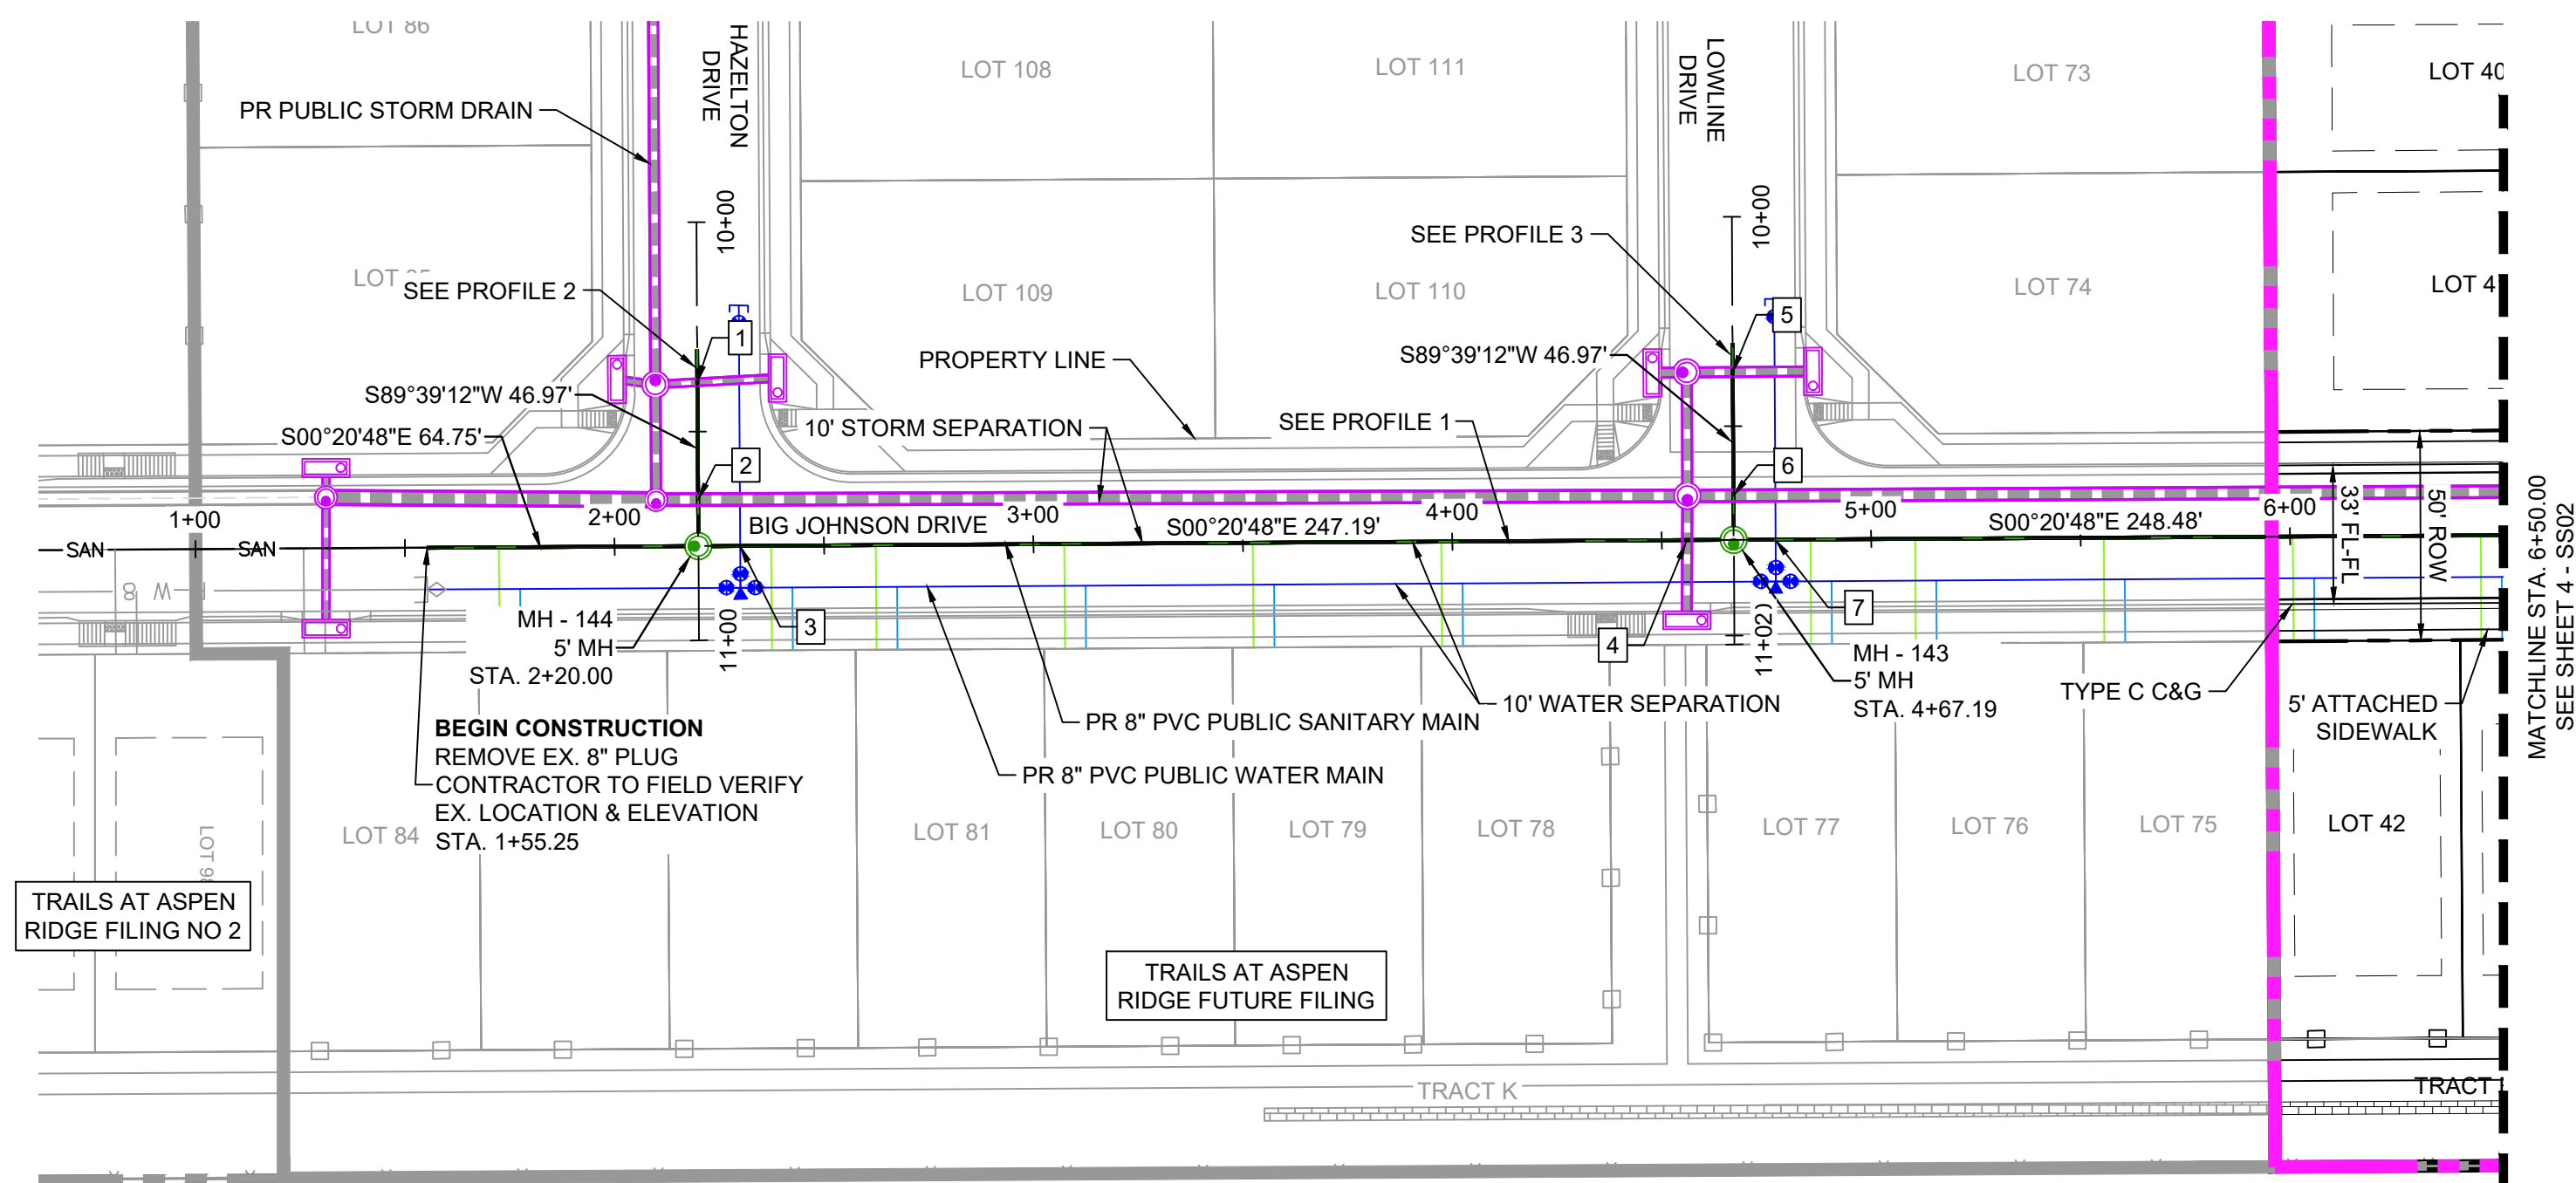 LOT 86
HAZELTON
DRIVE
LOT 108
LOT 111
LOWLINE
DRIVE
LOT 73
LOT 40
PR PUBLIC STORM DRAIN
10+00
10+00
SEE PROFILE 3
LOT
SEE PROFILE 2
LOT 109
LOT 110
LOT 74
LOT 4
1
5
PROPERTY LINE
S89°39'12"W 46.97'
S89°39'12"W 46.97'
S00°20'48"E 64.75'
10' STORM SEPARATION
SEE PROFILE 1
2
6
1+00
2+00
BIG JOHNSON DRIVE
3+00
S00°20'48"E 247.19'
4+00
5+00
S00°20'48"E 248.48'
6+00
33' FL-FL
50' ROW
MATCHLINE STA. 6+50.00
SEE SHEET 4 - SS02
SAN
SAN
W 8
MH - 144
5' MH
STA. 2+20.00
11+00
3
4
11+02)
7
MH - 143
5' MH
STA. 4+67.19
TYPE C C&G
5' ATTACHED
SIDEWALK
10' WATER SEPARATION
PR 8" PVC PUBLIC SANITARY MAIN
PR 8" PVC PUBLIC WATER MAIN
BEGIN CONSTRUCTION
REMOVE EX. 8" PLUG
CONTRACTOR TO FIELD VERIFY
EX. LOCATION & ELEVATION
STA. 1+55.25
LOT 84
LOT 81
LOT 80
LOT 79
LOT 78
LOT 77
LOT 76
LOT 75
LOT 42
LOT
TRAILS AT ASPEN
RIDGE FILING NO 2
TRAILS AT ASPEN
RIDGE FUTURE FILING
TRACT K
TRACT